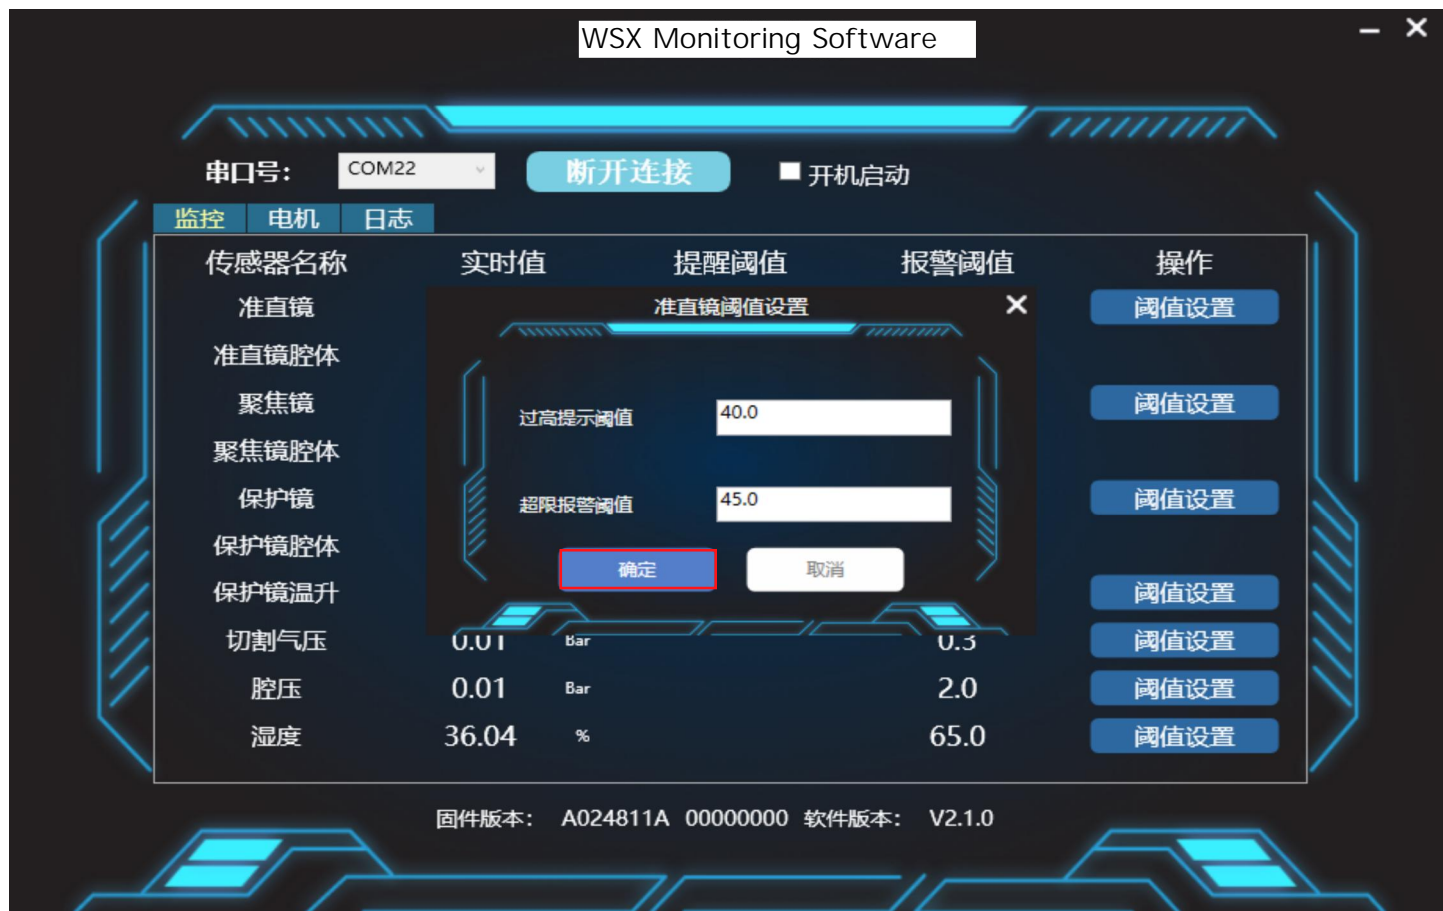 WSX Monitoring Software
串口号： COM22 断开连接 开机启动
监控 电机 日志
传感器名称 实时值 提醒阈值 报警阈值 操作
准直镜 阈值设置
准直镜阈值设置
准直镜腔体
聚焦镜 阈值设置
过高提示阈值 40.0
聚焦镜腔体
保护镜 阈值设置
超限报警阈值 45.0
保护镜腔体
确定 取消
保护镜温升 阈值设置
切割气压 0.01 Bar 0.3 阈值设置
腔压 0.01 Bar 2.0 阈值设置
湿度 36.04 % 65.0 阈值设置
固件版本： A024811A 00000000 软件版本： V2.1.0